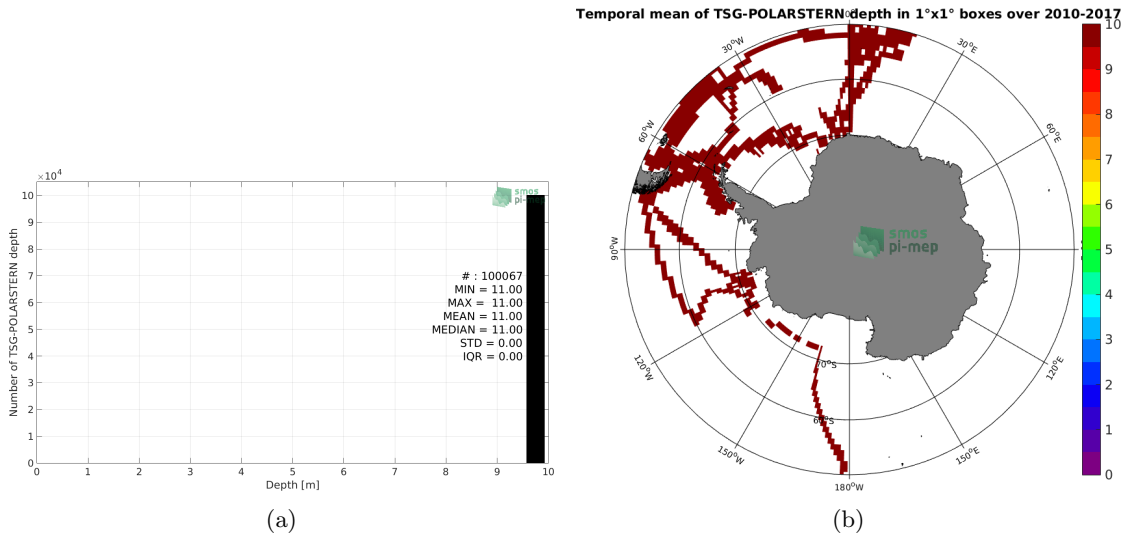 Temporal mean of TSG-POLARSTERN depth in 1°x1° boxes over 2010-2017
×10⁴
10
9
8
7
6
5
4
3
2
1
0
Number of TSG-POLARSTERN depth
smos
pi-mep
# : 100067
MIN = 11.00
MAX = 11.00
MEAN = 11.00
MEDIAN = 11.00
STD = 0.00
IQR = 0.00
0 1 2 3 4 5 6 7 8 9 10
Depth [m]
(a)
30°W
30°E
60°W
60°E
90°W
120°W
120°E
150°W
150°E
180°W
70°S
60°S
smos
pi-mep
10
9
8
7
6
5
4
3
2
1
0
(b)